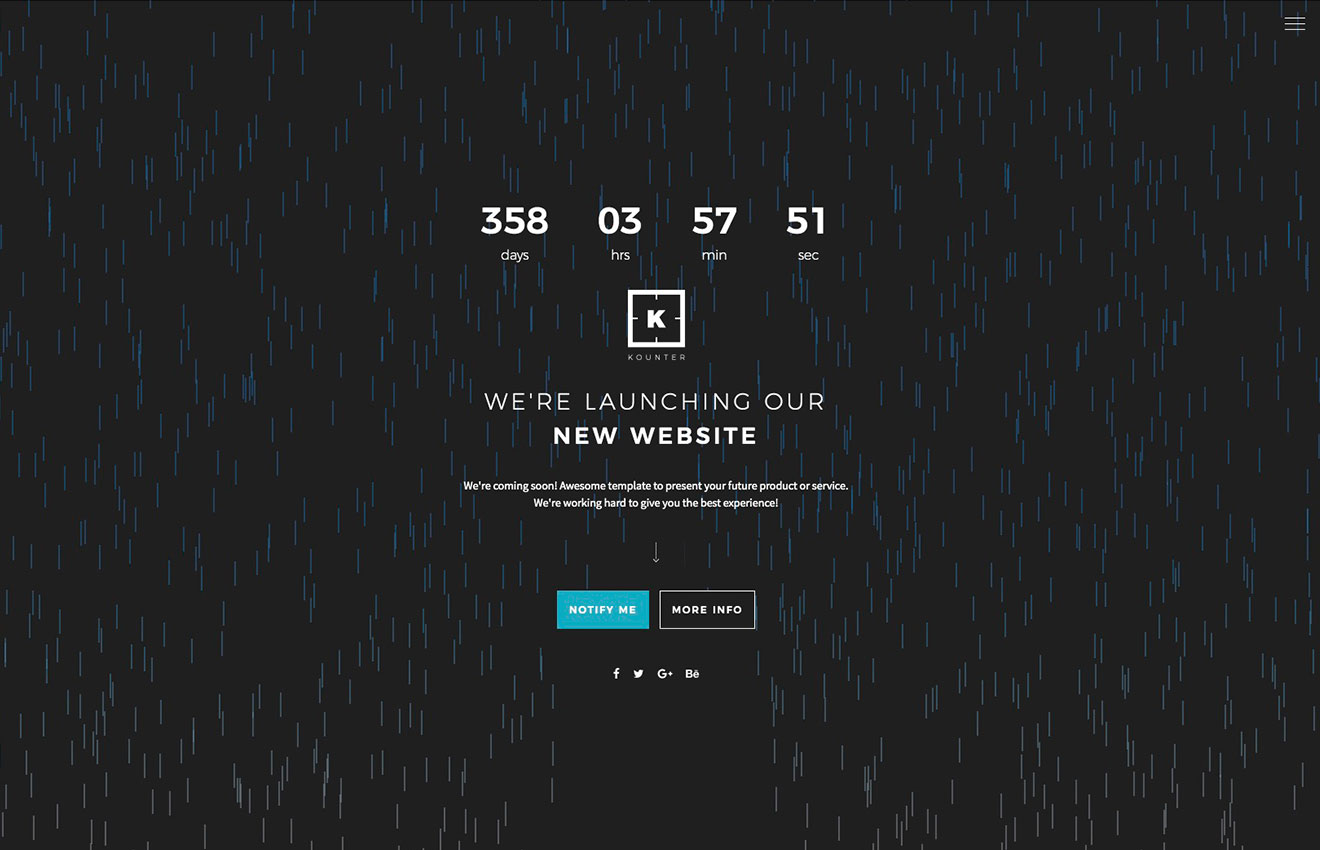 358 03 57 51
days hrs min sec
K
KOUNTER
WE'RE LAUNCHING OUR
NEW WEBSITE
We're coming soon! Awesome template to present your future product or service.
We're working hard to give you the best experience!
NOTIFY ME MORE INFO
f G+ Bē